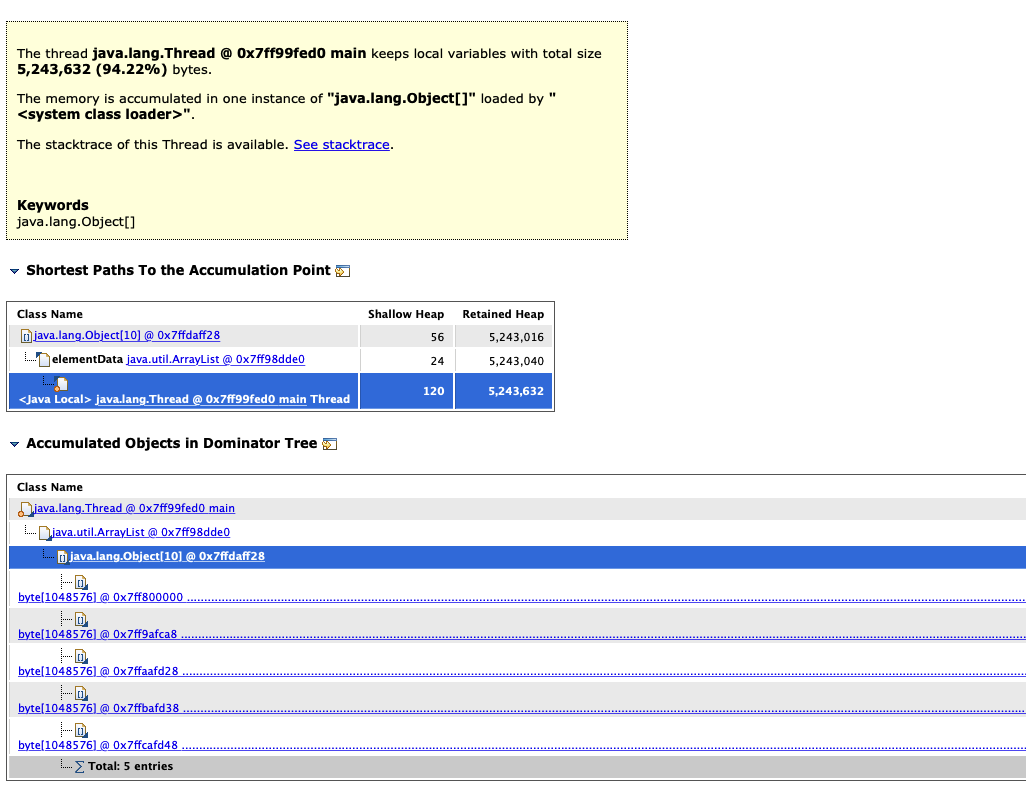 The thread java.lang.Thread @ 0x7ff99fed0 main keeps local variables with total size
5,243,632 (94.22%) bytes.
The memory is accumulated in one instance of "java.lang.Object[]" loaded by "
<system class loader>".
The stacktrace of this Thread is available. See stacktrace.
Keywords
java.lang.Object[]
Shortest Paths To the Accumulation Point
Class Name Shallow Heap Retained Heap
java.lang.Object[10] @ 0x7ffdaff28 56 5,243,016
elementData java.util.ArrayList @ 0x7ff98dde0 24 5,243,040
<Java Local> java.lang.Thread @ 0x7ff99fed0 main Thread 120 5,243,632
Accumulated Objects in Dominator Tree
Class Name
java.lang.Thread @ 0x7ff99fed0 main
java.util.ArrayList @ 0x7ff98dde0
java.lang.Object[10] @ 0x7ffdaff28
byte[1048576] @ 0x7ff800000
byte[1048576] @ 0x7ff9afca8
byte[1048576] @ 0x7ffaafd28
byte[1048576] @ 0x7ffbafd38
byte[1048576] @ 0x7ffcafd48
Total: 5 entries